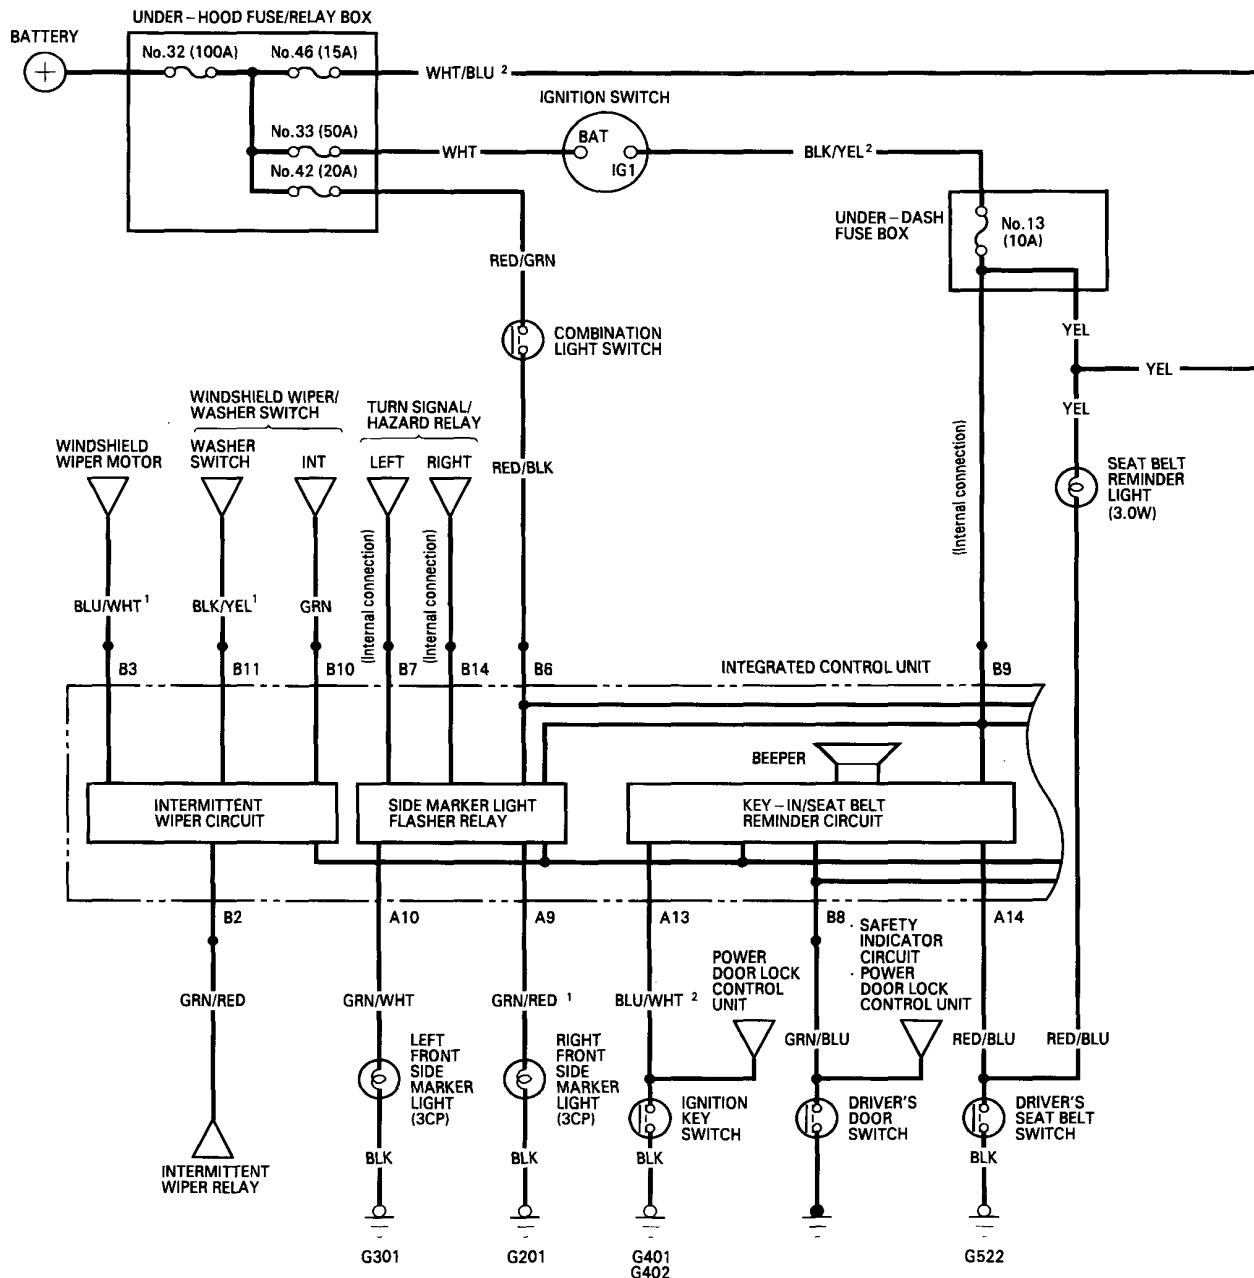 UNDER-HOOD FUSE/RELAY BOX
BATTERY
No.32 (100A)
No.46 (15A)
WHT/BLU 2
IGNITION SWITCH
No.33 (50A)
WHT
BAT
IG1
BLK/YEL 2
No.42 (20A)
UNDER-DASH
FUSE BOX
No.13
(10A)
RED/GRN
COMBINATION
LIGHT SWITCH
YEL
YEL
YEL
WINDSHIELD WIPER/
WASHER SWITCH
TURN SIGNAL/
HAZARD RELAY
WINDSHIELD
WIPER MOTOR
WASHER
SWITCH
INT
LEFT
RIGHT
RED/BLK
SEAT BELT
REMINDER
LIGHT
(3.0W)
(Internal connection)
(Internal connection)
(Internal connection)
BLU/WHT 1
BLK/YEL 1
GRN
B3
B11
B10
B7
B14
B6
INTEGRATED CONTROL UNIT
B9
BEEPER
INTERMITTENT
WIPER CIRCUIT
SIDE MARKER LIGHT
FLASHER RELAY
KEY-IN/SEAT BELT
REMINDER CIRCUIT
B2
A10
A9
A13
B8
A14
· SAFETY
INDICATOR
CIRCUIT
· POWER
DOOR LOCK
CONTROL UNIT
POWER
DOOR LOCK
CONTROL
UNIT
GRN/RED
GRN/WHT
GRN/RED 1
BLU/WHT 2
GRN/BLU
RED/BLU
RED/BLU
LEFT
FRONT
SIDE
MARKER
LIGHT
(3CP)
RIGHT
FRONT
SIDE
MARKER
LIGHT
(3CP)
IGNITION
KEY
SWITCH
DRIVER'S
DOOR
SWITCH
DRIVER'S
SEAT BELT
SWITCH
INTERMITTENT
WIPER RELAY
BLK
BLK
BLK
BLK
G301
G201
G401
G402
G522